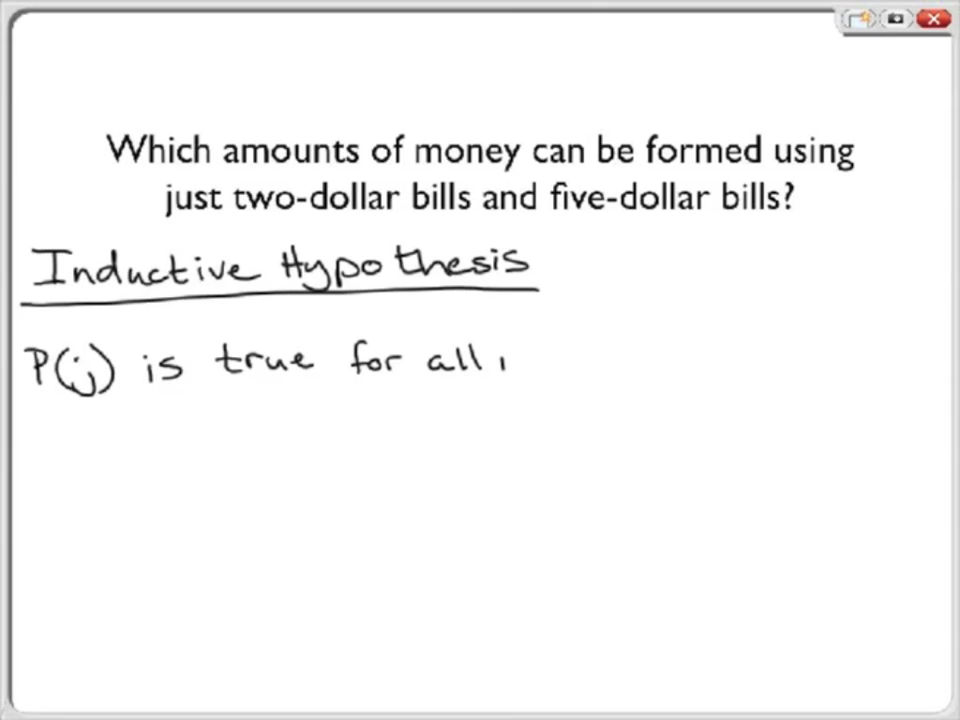 Which amounts of money can be formed using
just two-dollar bills and five-dollar bills?
Inductive Hypothesis
P(j) is true for all